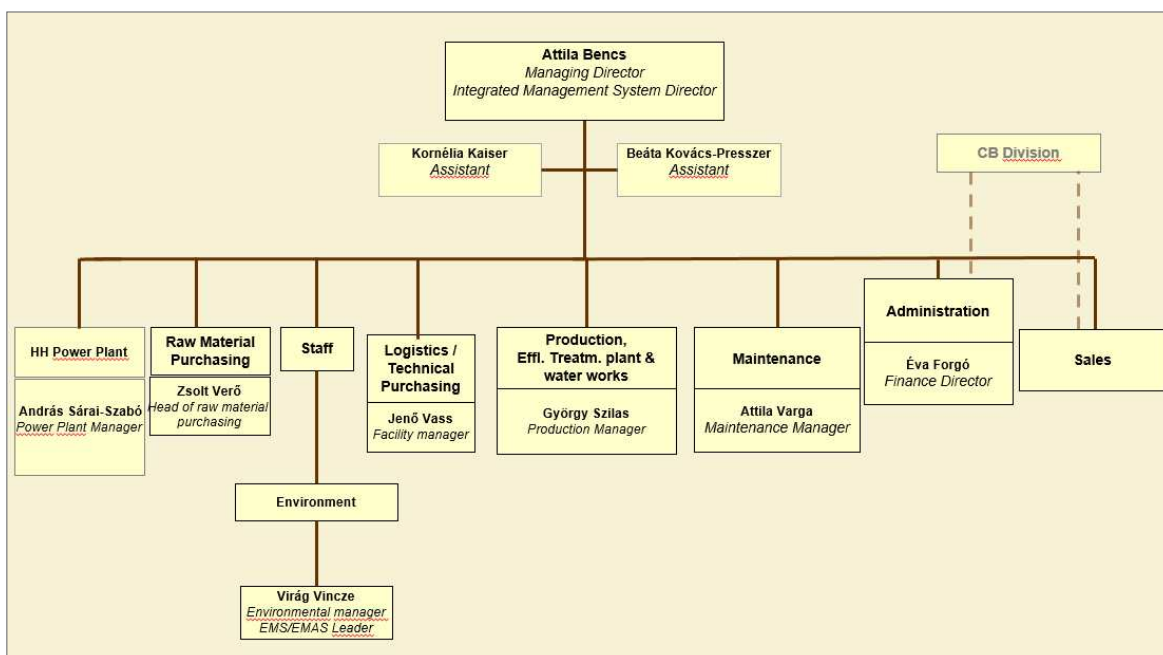 Attila Bencs
Managing Director
Integrated Management System Director
Kornélia Kaiser
Assistant
Beáta Kovács-Presszer
Assistant
CB Division
HH Power Plant
András Sárai-Szabó
Power Plant Manager
Raw Material
Purchasing
Zsolt Verő
Head of raw material
purchasing
Staff
Logistics /
Technical
Purchasing
Jenő Vass
Facility manager
Production,
Effl. Treatm. plant &
water works
György Szilas
Production Manager
Maintenance
Attila Varga
Maintenance Manager
Administration
Éva Forgó
Finance Director
Sales
Environment
Virág Vincze
Environmental manager
EMS/EMAS Leader